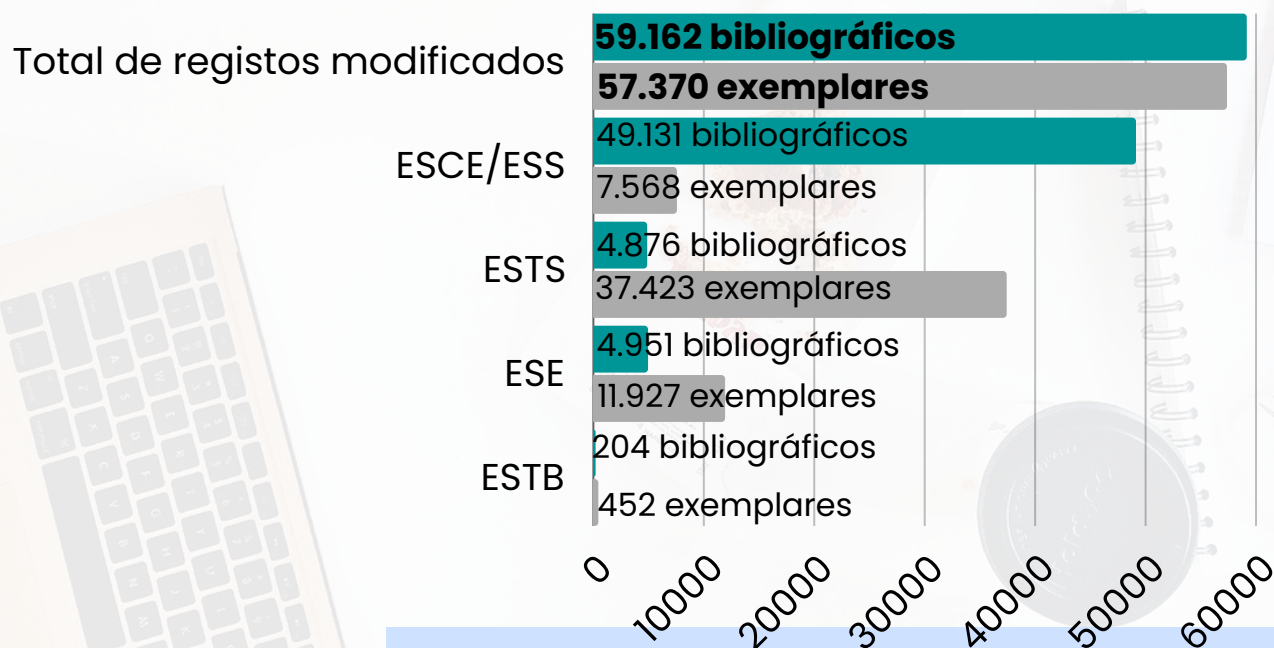 Total de registos modificados
59.162 bibliográficos
57.370 exemplares
ESCE/ESS
49.131 bibliográficos
7.568 exemplares
ESTS
4.876 bibliográficos
37.423 exemplares
ESE
4.951 bibliográficos
11.927 exemplares
ESTB
204 bibliográficos
452 exemplares
0
10000
20000
30000
40000
50000
60000